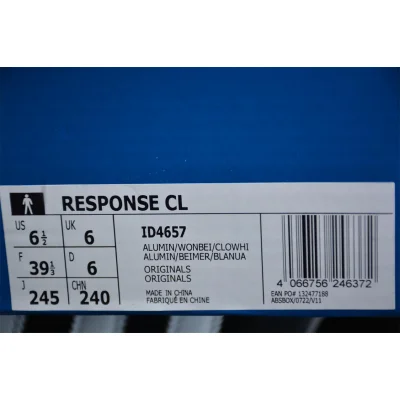 RESPONSE CL
US 6½ UK 6
F 39⅓ D 6
J 245 CHN 240
ID4657
ALUMIN/WONBEI/CLOWHI
ALUMIN/BEIMER/BLANUA
ORIGINALS
ORIGINALS
MADE IN CHINA
FABRIQUÉ EN CHINE
4 066756 246372
EAN PO# 132477188
ABSBOX/0722/V11